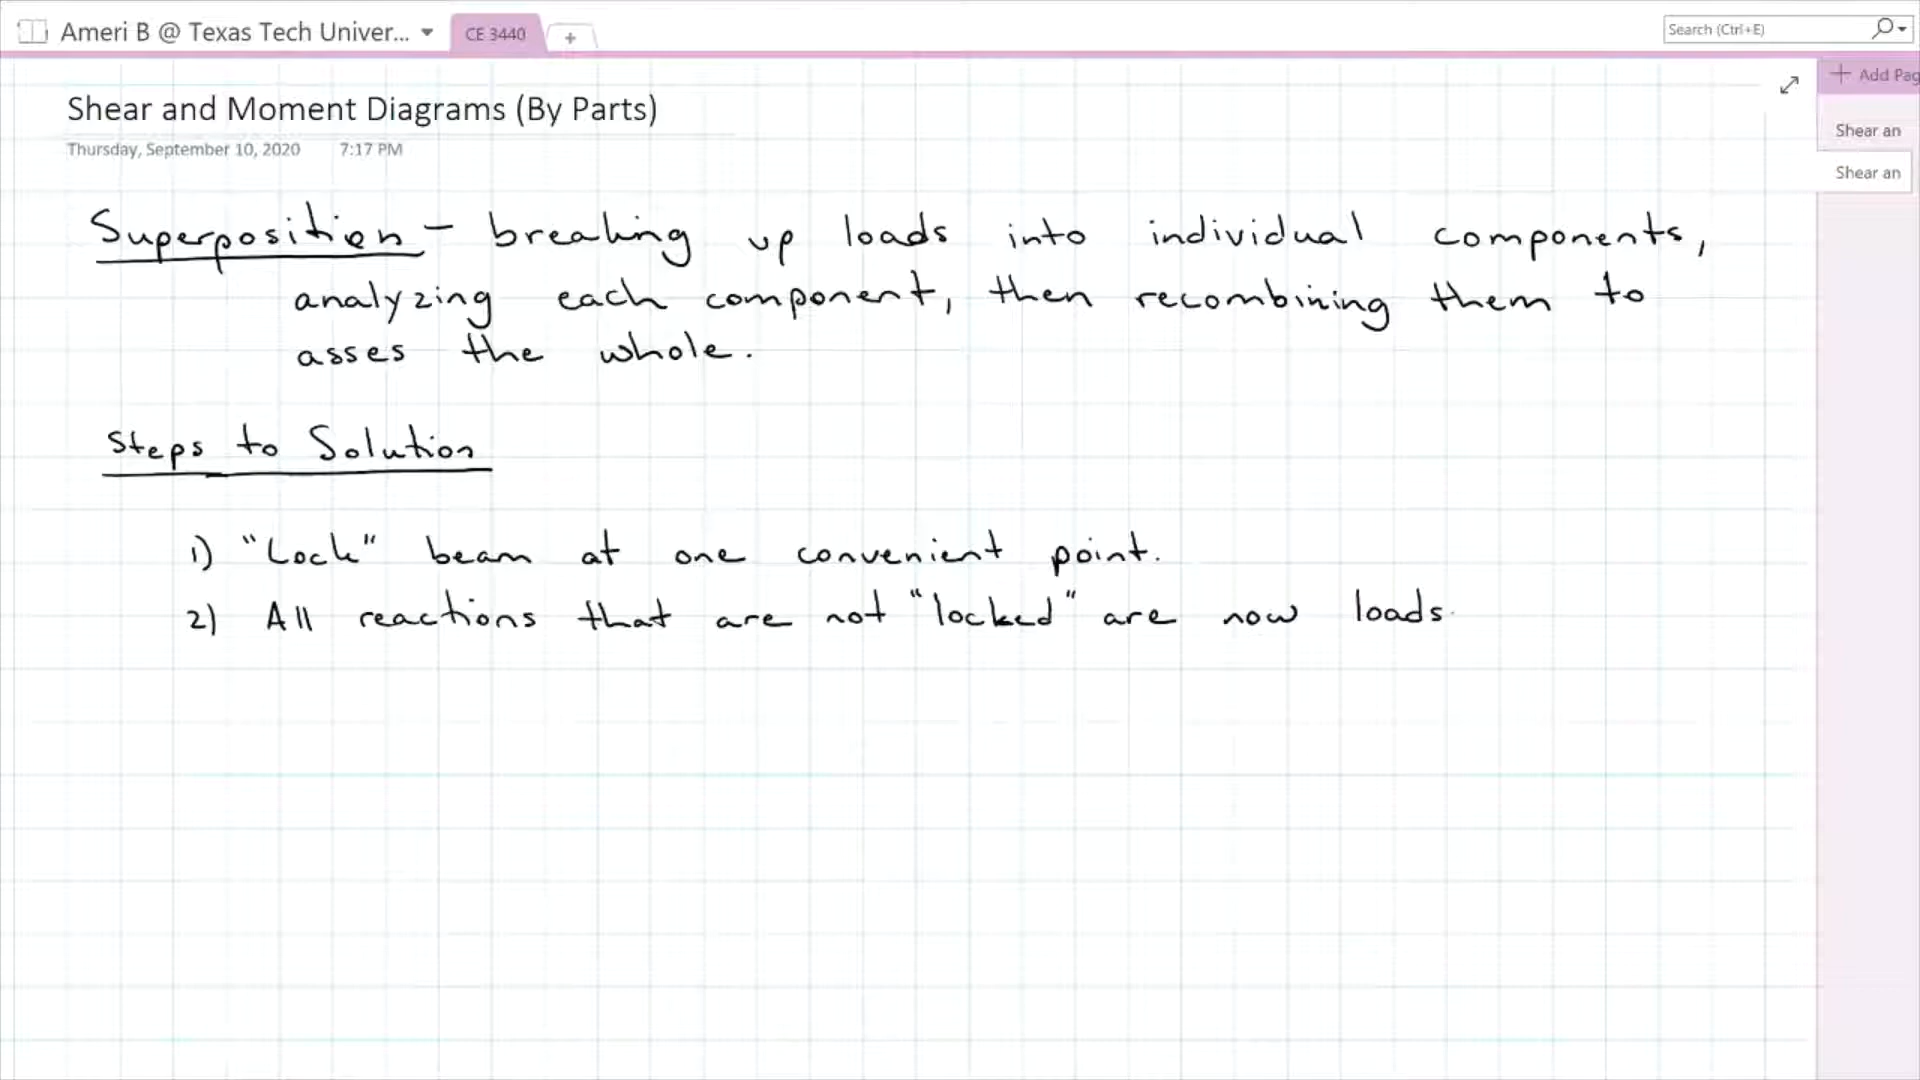 Ameri B @ Texas Tech Univer...
CE 3440
+
Search (Ctrl+E)
Add Pag
Shear an
Shear an
Shear and Moment Diagrams (By Parts)
Thursday, September 10, 2020 7:17 PM
Superposition - breaking up loads into individual components,
analyzing each component, then recombining them to
asses the whole.
Steps to Solution
1) "Lock" beam at one convenient point.
2) All reactions that are not "locked" are now loads.